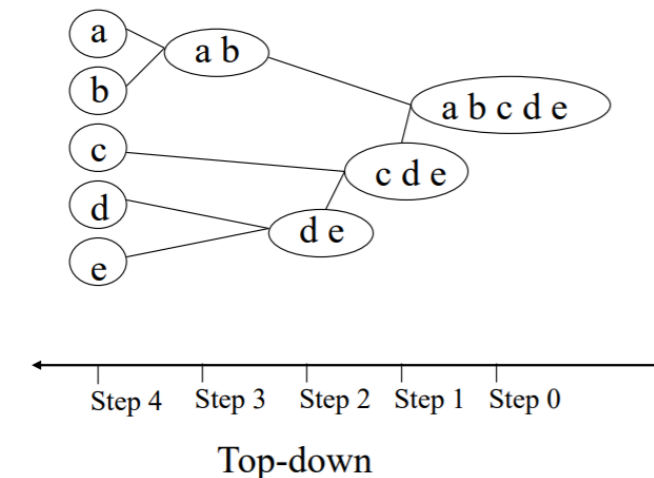 a
a b
b
a b c d e
c
c d e
d
d e
e
Step 4 Step 3 Step 2 Step 1 Step 0
Top-down